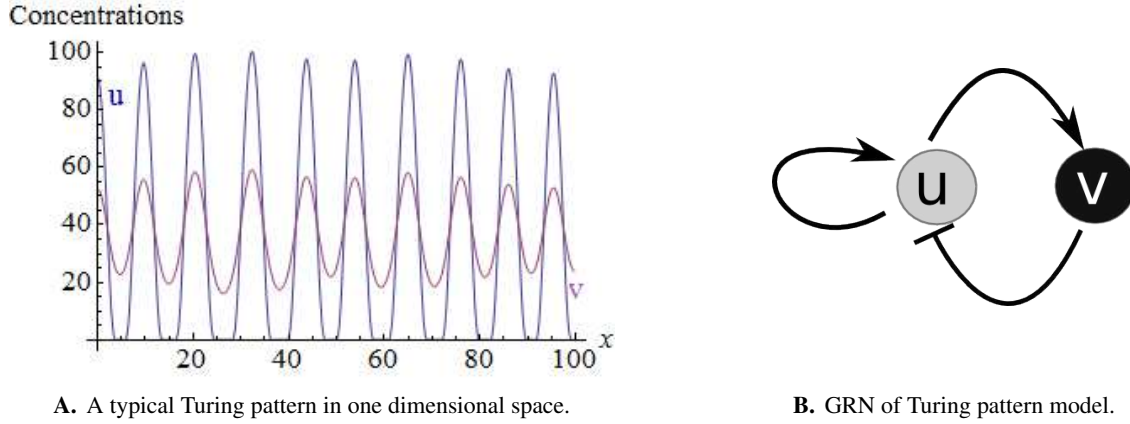 Concentrations
100
80
60
40
20
u
v
x
20
40
60
80
100
u
v
A. A typical Turing pattern in one dimensional space.
B. GRN of Turing pattern model.